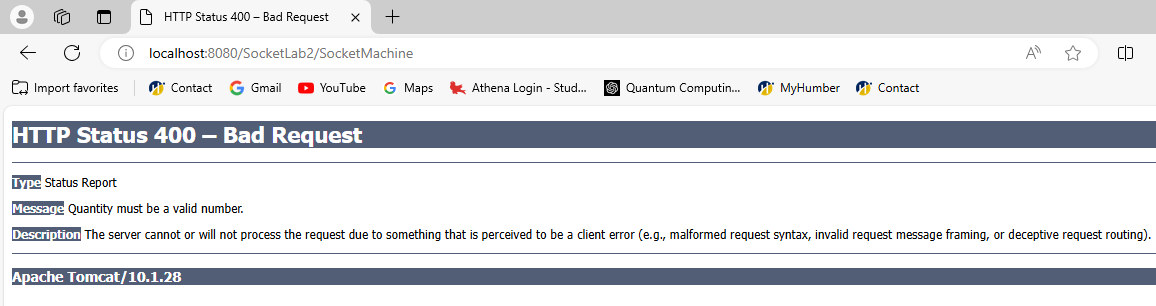 HTTP Status 400 – Bad Request
localhost:8080/SocketLab2/SocketMachine
Import favorites Contact Gmail YouTube Maps Athena Login - Stud... Quantum Computin... MyHumber Contact
HTTP Status 400 – Bad Request
Type Status Report
Message Quantity must be a valid number.
Description The server cannot or will not process the request due to something that is perceived to be a client error (e.g., malformed request syntax, invalid request message framing, or deceptive request routing).
Apache Tomcat/10.1.28